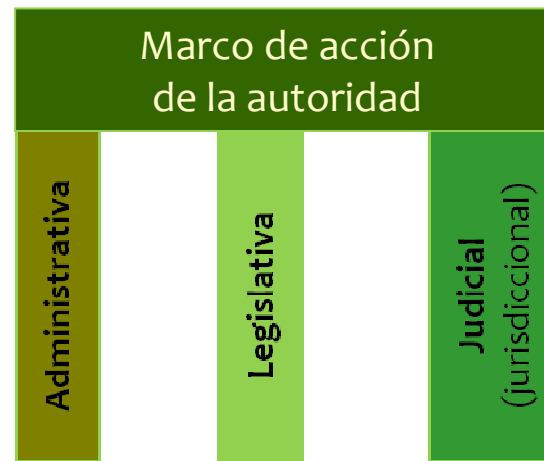 Marco de acción
de la autoridad
Administrativa
Legislativa
Judicial
(jurisdiccional)